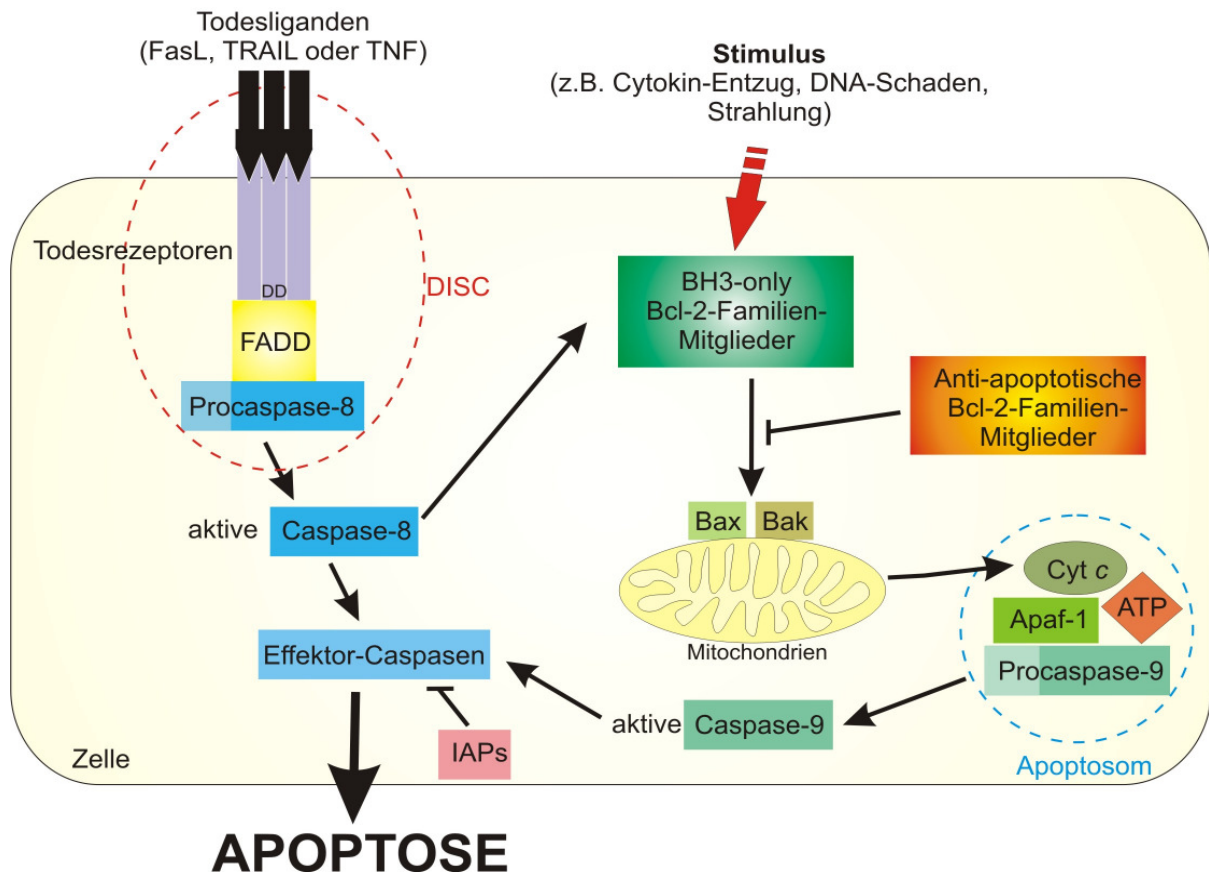 Todesliganden
(FasL, TRAIL oder TNF)
Stimulus
(z.B. Cytokin-Entzug, DNA-Schaden,
Strahlung)
Todesrezeptoren
DD
DISC
FADD
Procaspase-8
BH3-only
Bcl-2-Familien-
Mitglieder
Anti-apoptotische
Bcl-2-Familien-
Mitglieder
aktive
Caspase-8
Bax
Bak
Cyt c
ATP
Apaf-1
Procaspase-9
Mitochondrien
Effektor-Caspasen
aktive
Caspase-9
IAPs
Zelle
Apoptosom
APOPTOSE